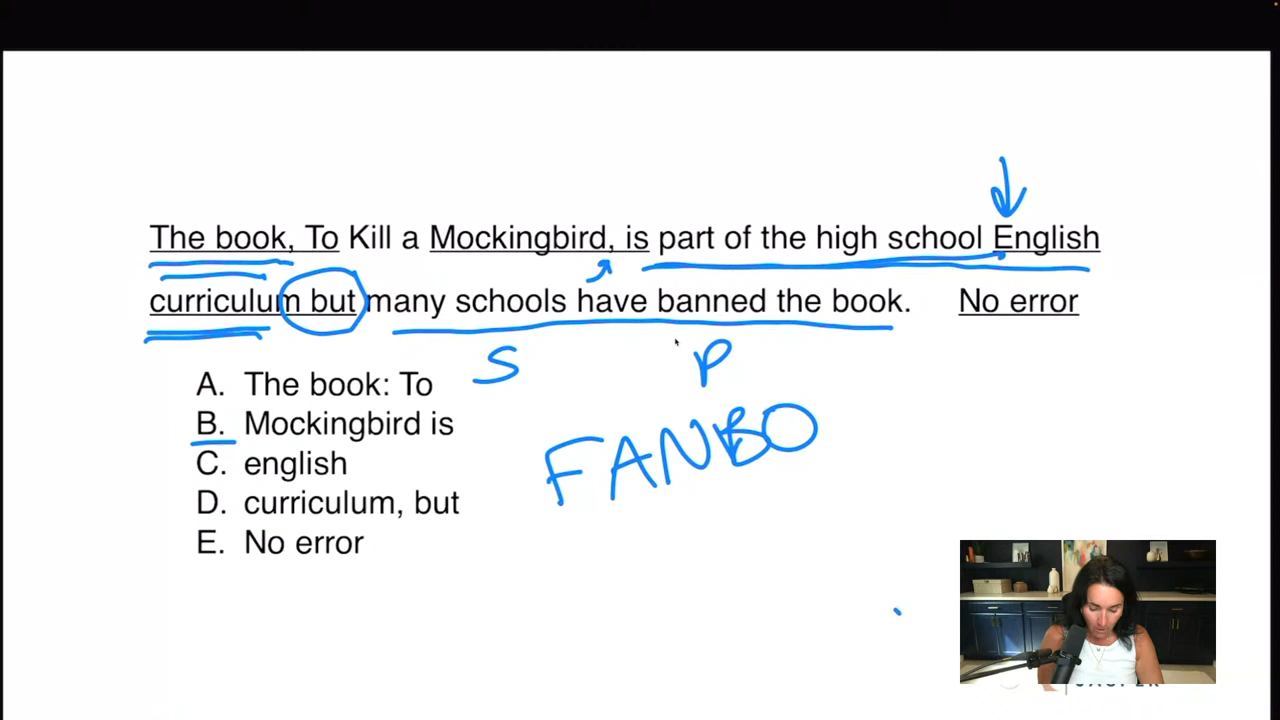 The book, To Kill a Mockingbird, is part of the high school English
curriculum but many schools have banned the book. No error
S P
A. The book: To
B. Mockingbird is
FANBO
C. english
D. curriculum, but
E. No error